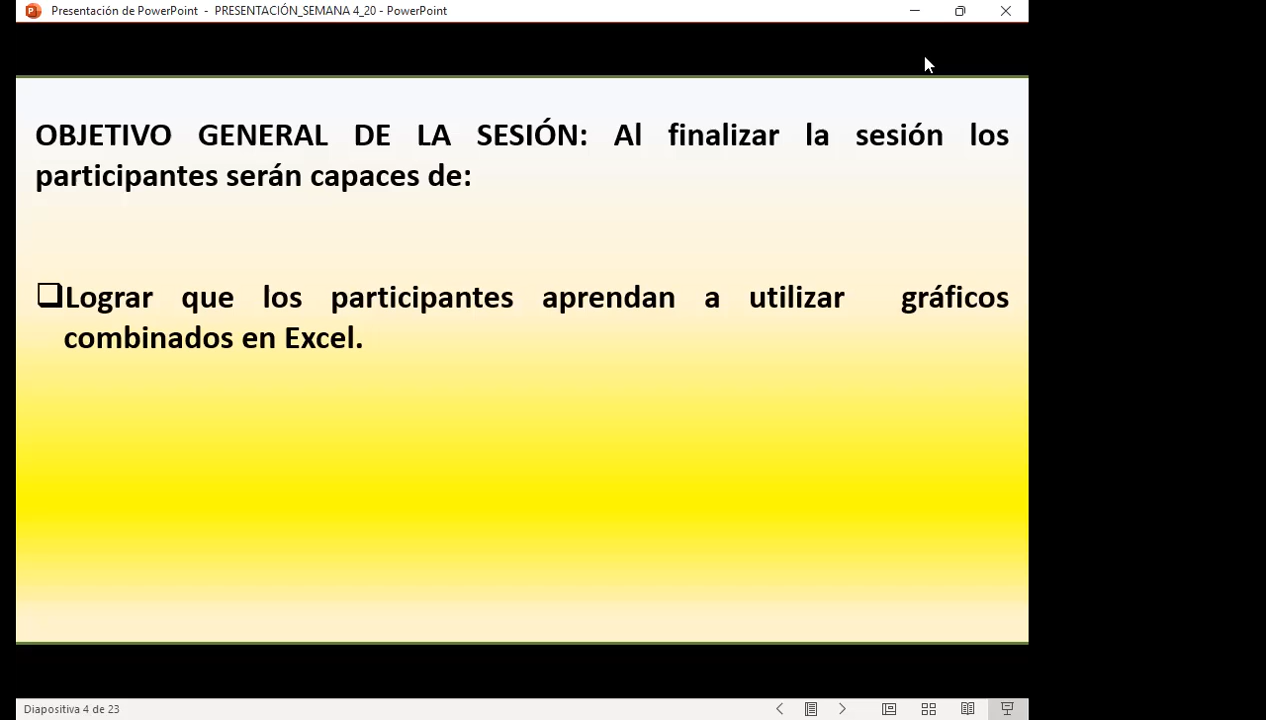 Presentación de PowerPoint - PRESENTACIÓN_SEMANA 4_20 - PowerPoint
OBJETIVO GENERAL DE LA SESIÓN: Al finalizar la sesión los
participantes serán capaces de:
❑Lograr que los participantes aprendan a utilizar gráficos
combinados en Excel.
Diapositiva 4 de 23